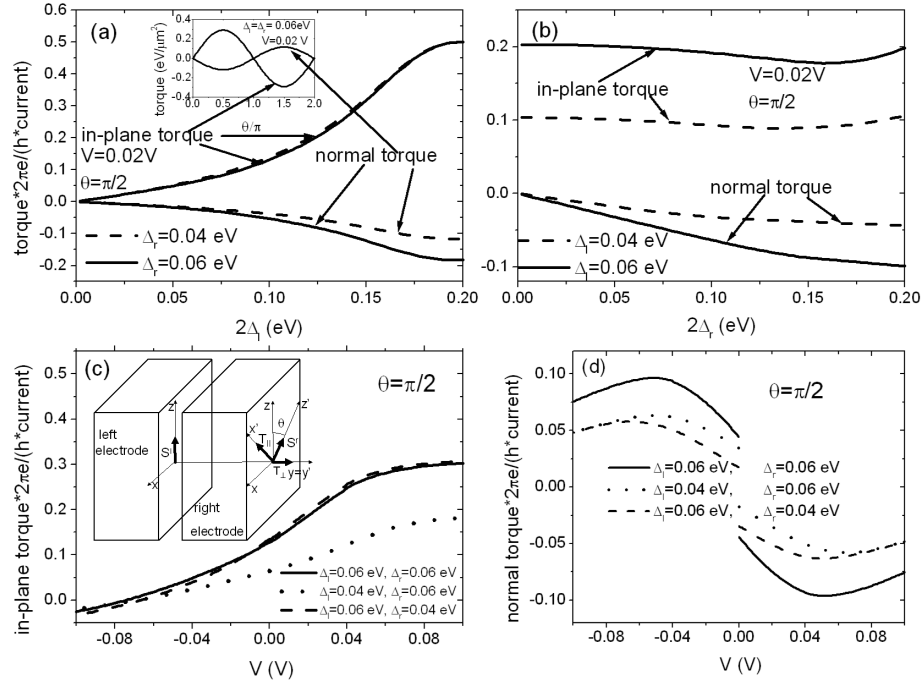 (a)
Δl=Δr=0.06eV
V=0.02 V
torque (eV/μm²)
0.4
0.2
0.0
-0.2
-0.4
0.0 0.5 1.0 1.5 2.0
θ/π
in-plane torque
V=0.02V
θ=π/2
normal torque
Δr=0.04 eV
Δr=0.06 eV
torque*2πe/(h*current)
0.6
0.5
0.4
0.3
0.2
0.1
0.0
-0.1
-0.2
0.00 0.05 0.10 0.15 0.20
2Δl (eV)
(b)
V=0.02V
θ=π/2
in-plane torque
normal torque
Δl=0.04 eV
Δl=0.06 eV
0.2
0.1
0.0
-0.1
0.00 0.05 0.10 0.15 0.20
2Δr (eV)
(c)
θ=π/2
left
electrode
z
Sl
x
right
electrode
z
z'
θ
x'
T||
Sr
T⊥ y=y'
x
Δl=0.06 eV, Δr=0.06 eV
Δl=0.04 eV, Δr=0.06 eV
Δl=0.06 eV, Δr=0.04 eV
in-plane torque*2πe/(h*current)
0.6
0.5
0.4
0.3
0.2
0.1
0.0
-0.08 -0.04 0.00 0.04 0.08
V (V)
(d)
θ=π/2
Δl=0.06 eV, Δr=0.06 eV
Δl=0.04 eV, Δr=0.06 eV
Δl=0.06 eV, Δr=0.04 eV
normal torque*2πe/(h*current)
0.10
0.05
0.00
-0.05
-0.10
-0.08 -0.04 0.00 0.04 0.08
V (V)